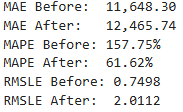 MAE Before: 11,648.30
MAE After: 12,465.74
MAPE Before: 157.75%
MAPE After: 61.62%
RMSLE Before: 0.7498
RMSLE After: 2.0112